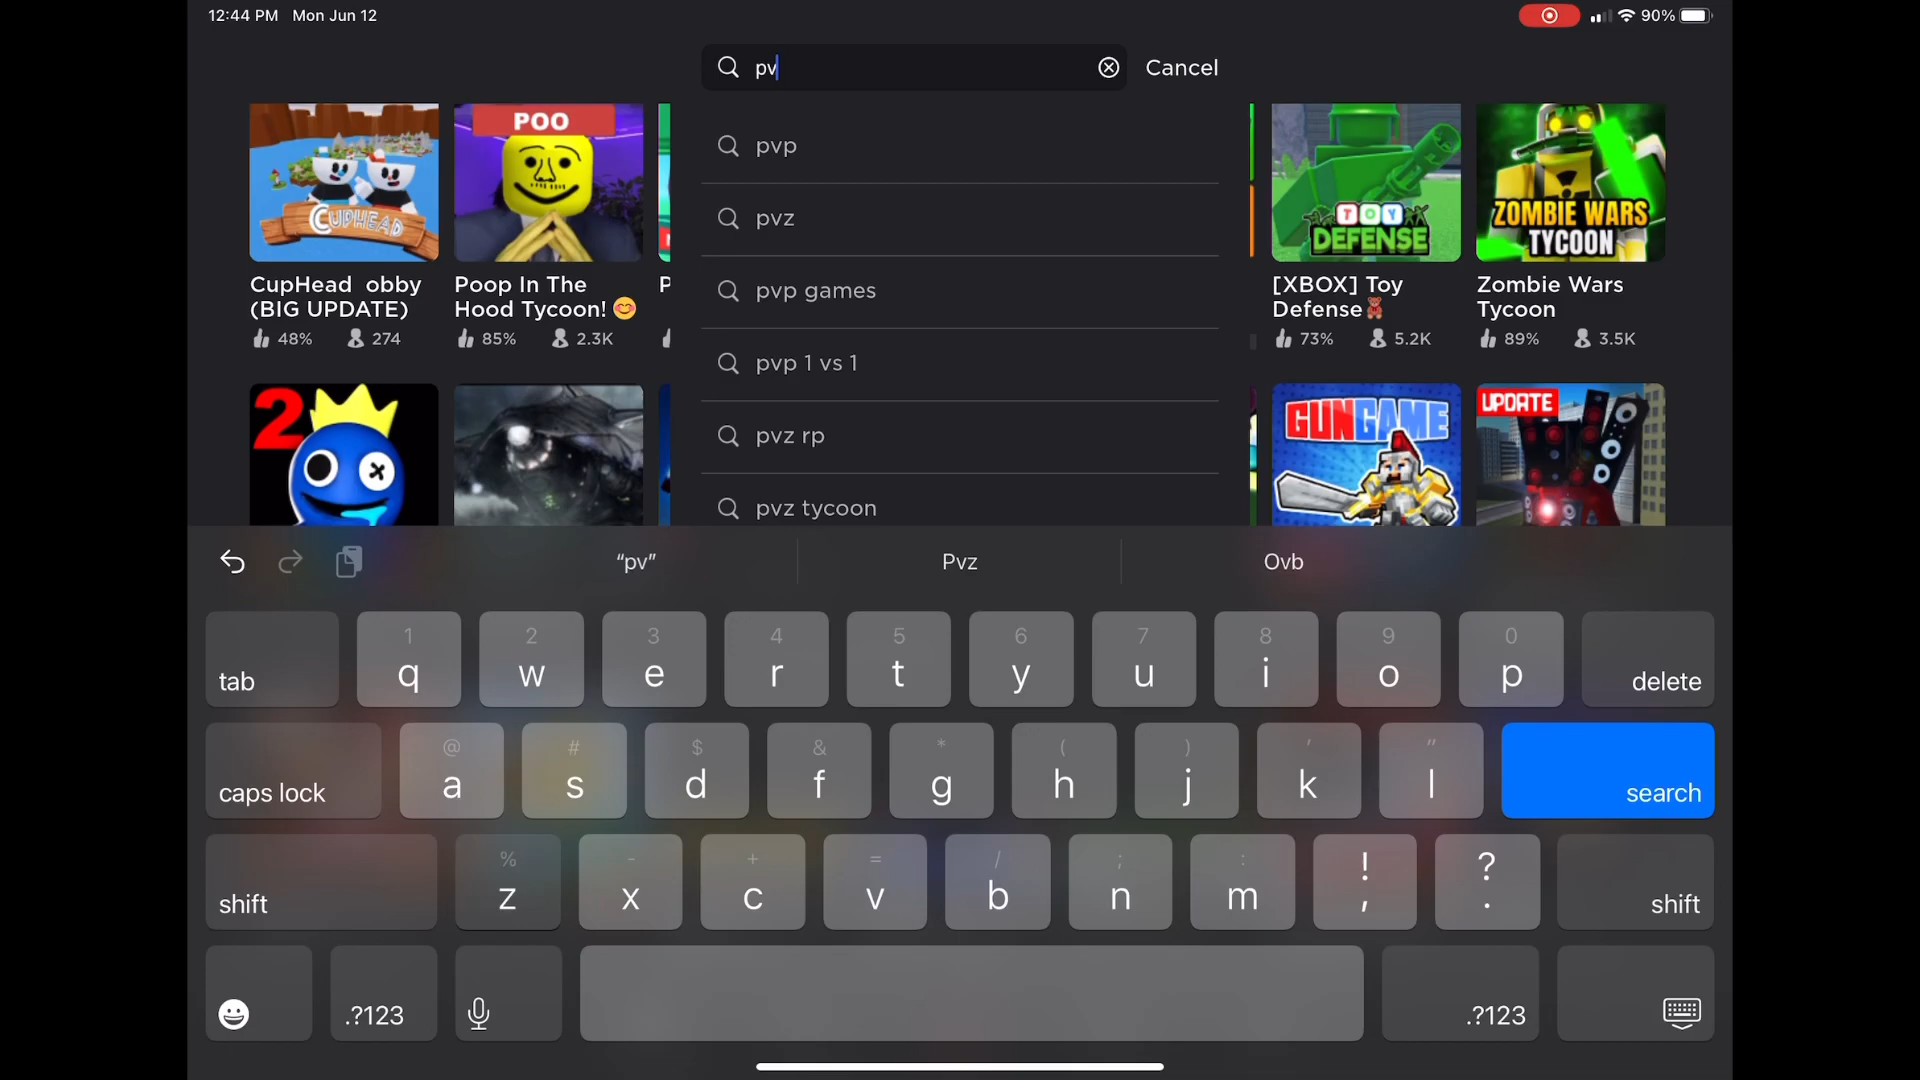 12:44 PM Mon Jun 12
90%
pv
Cancel
pvp
pvz
pvp games
pvp 1 vs 1
pvz rp
pvz tycoon
CUPHEAD
POO
TOY
DEFENSE
ZOMBIE WARS
TYCOON
CupHead obby
(BIG UPDATE)
48% 274
Poop In The
Hood Tycoon! 😊
85% 2.3K
P
[XBOX] Toy
Defense🧸
73% 5.2K
Zombie Wars
Tycoon
89% 3.5K
2
GUNGAME
UPDATE
“pv” Pvz Ovb
tab
1 2 3 4 5 6 7 8 9 0
q w e r t y u i o p
delete
caps lock
@ # $ & * ( ) ' "
a s d f g h j k l
search
shift
% - + = / ; : ! ?
z x c v b n m , .
shift
.?123
.?123